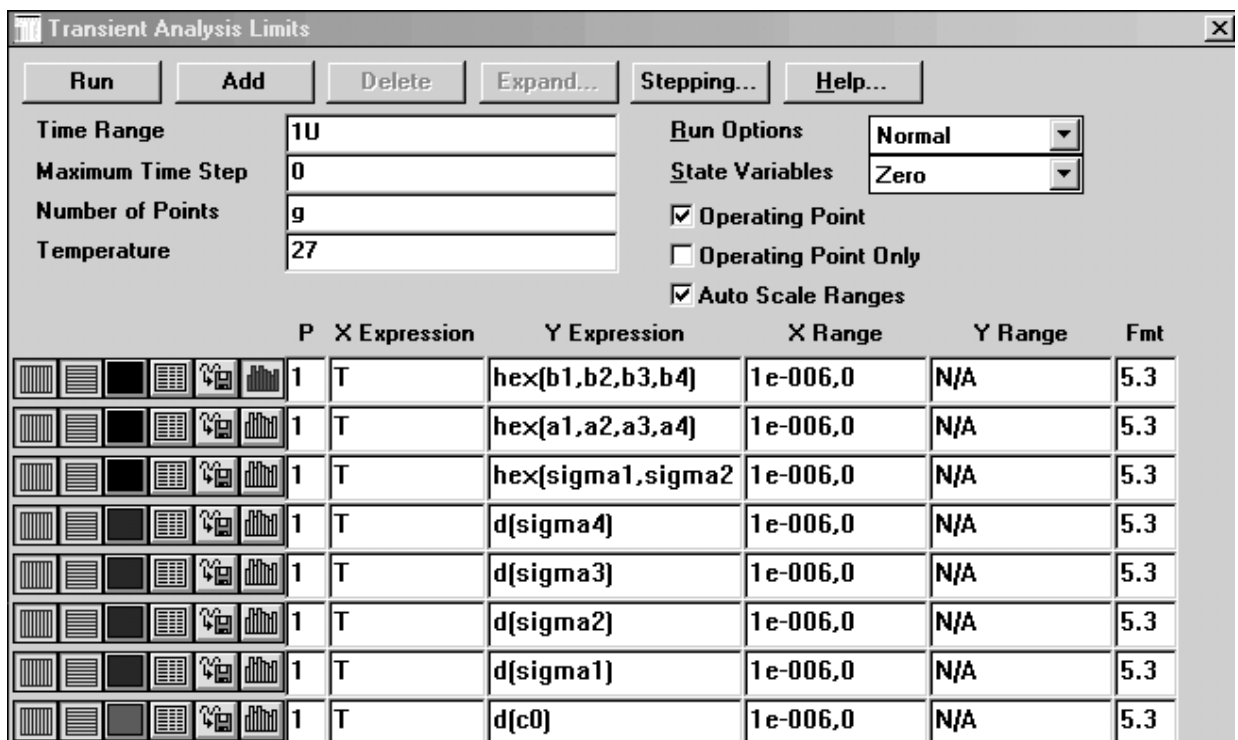 Transient Analysis Limits
Run Add Delete Expand... Stepping... Help...
Time Range 1U Run Options Normal
Maximum Time Step 0 State Variables Zero
Number of Points g Operating Point
Temperature 27 Operating Point Only
Auto Scale Ranges
P X Expression Y Expression X Range Y Range Fmt
1 T hex(b1,b2,b3,b4) 1e-006,0 N/A 5.3
1 T hex(a1,a2,a3,a4) 1e-006,0 N/A 5.3
1 T hex(sigma1,sigma2 1e-006,0 N/A 5.3
1 T d(sigma4) 1e-006,0 N/A 5.3
1 T d(sigma3) 1e-006,0 N/A 5.3
1 T d(sigma2) 1e-006,0 N/A 5.3
1 T d(sigma1) 1e-006,0 N/A 5.3
1 T d(c0) 1e-006,0 N/A 5.3